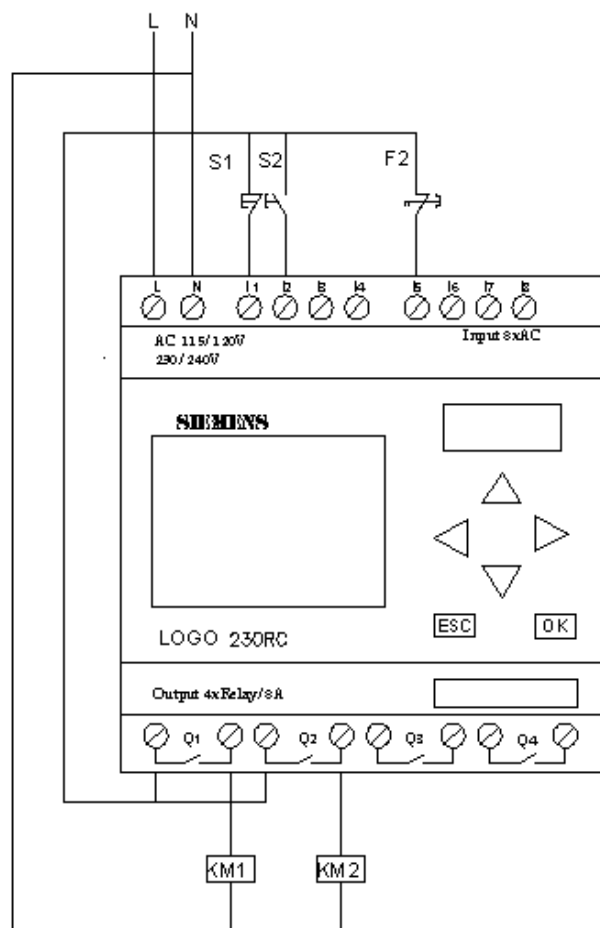 L N
S1 S2 F2
L N I1 I2 I3 I4 I5 I6 I7 I8
AC 115/120V Input 8xAC
230/240V
SIEMENS
ESC OK
LOGO 230RC
Output 4xRelay/8A
Q1 Q2 Q3 Q4
KM1 KM2